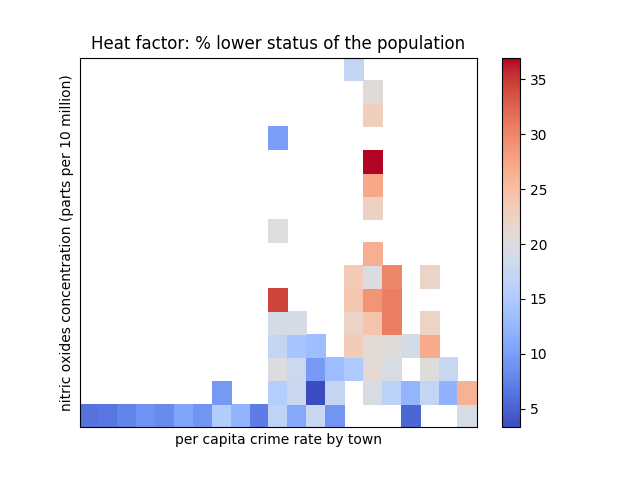 Heat factor: % lower status of the population
nitric oxides concentration (parts per 10 million)
per capita crime rate by town
35
30
25
20
15
10
5